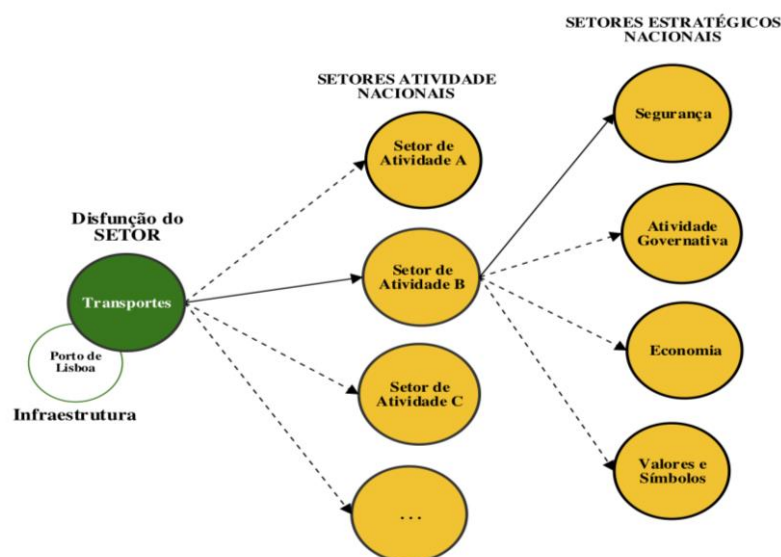 SETORES ESTRATÉGICOS
NACIONAIS
SETORES ATIVIDADE
NACIONAIS
Segurança
Setor de
Atividade A
Disfunção do
SETOR
Atividade
Governativa
Setor de
Atividade B
Transportes
Economia
Porto de
Lisboa
Setor de
Atividade C
Infraestrutura
Valores e
Símbolos
. . .